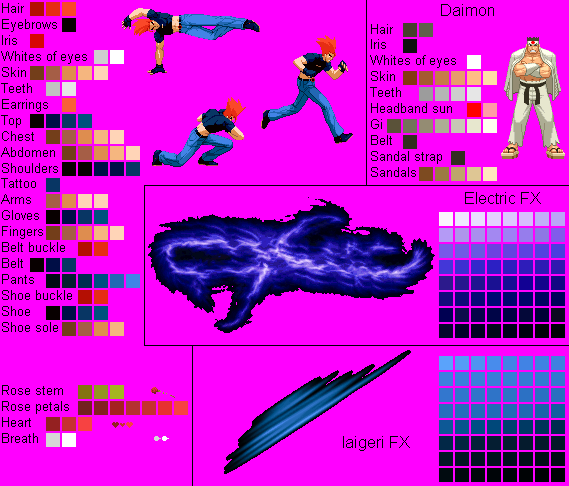 Hair
Eyebrows
Iris
Whites of eyes
Skin
Teeth
Earrings
Top
Chest
Abdomen
Shoulders
Tattoo
Arms
Gloves
Fingers
Belt buckle
Belt
Pants
Shoe buckle
Shoe
Shoe sole
Rose stem
Rose petals
Heart
Breath
Daimon
Hair
Iris
Whites of eyes
Skin
Teeth
Headband sun
Gi
Belt
Sandal strap
Sandals
Electric FX
Iaigeri FX